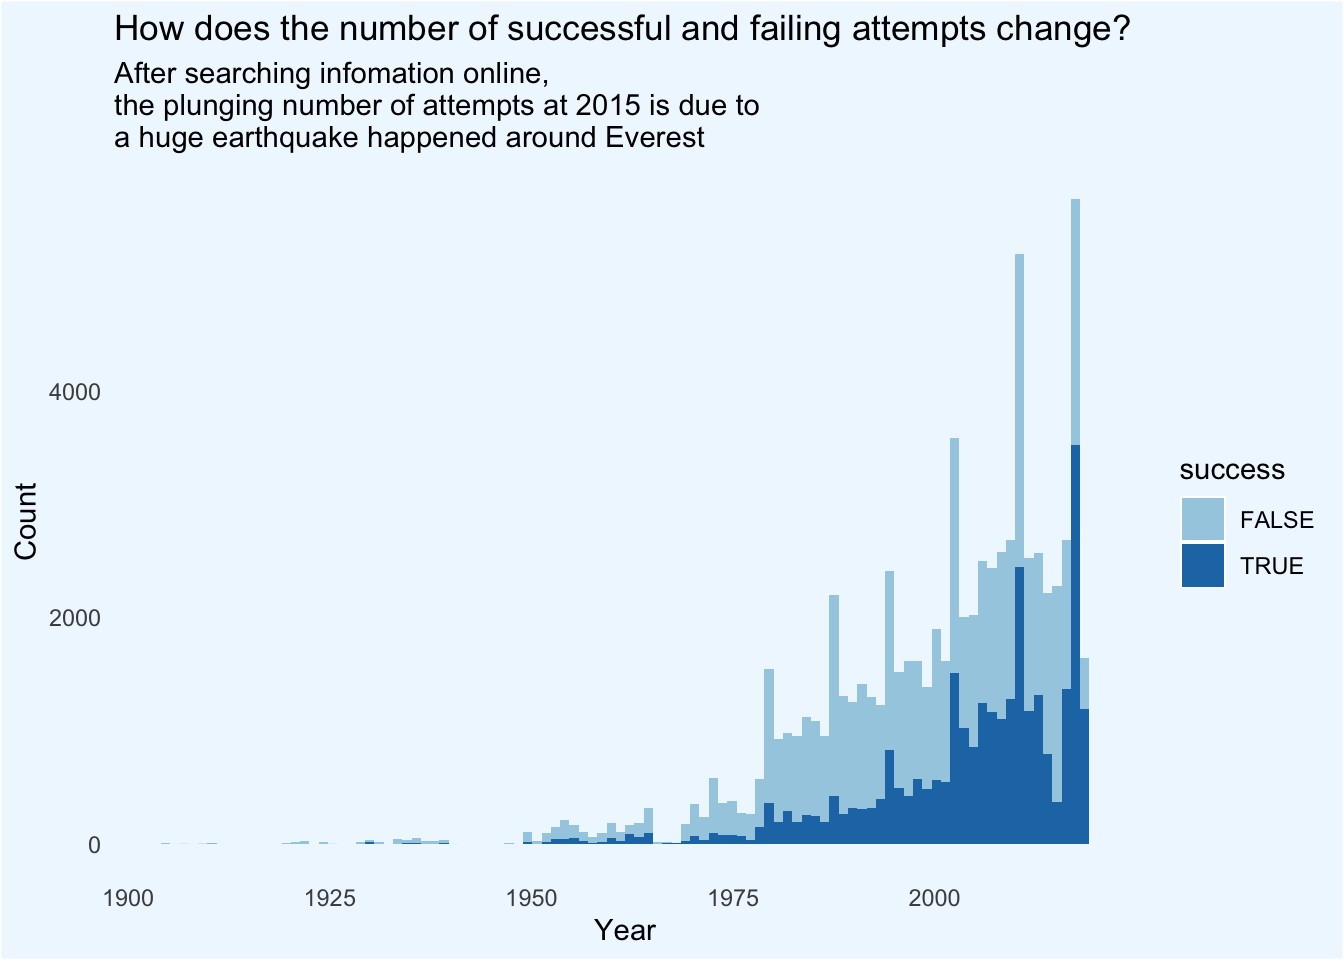 How does the number of successful and failing attempts change?
After searching infomation online,
the plunging number of attempts at 2015 is due to
a huge earthquake happened around Everest
4000
2000
0
Count
1900 1925 1950 1975 2000
Year
success
FALSE
TRUE